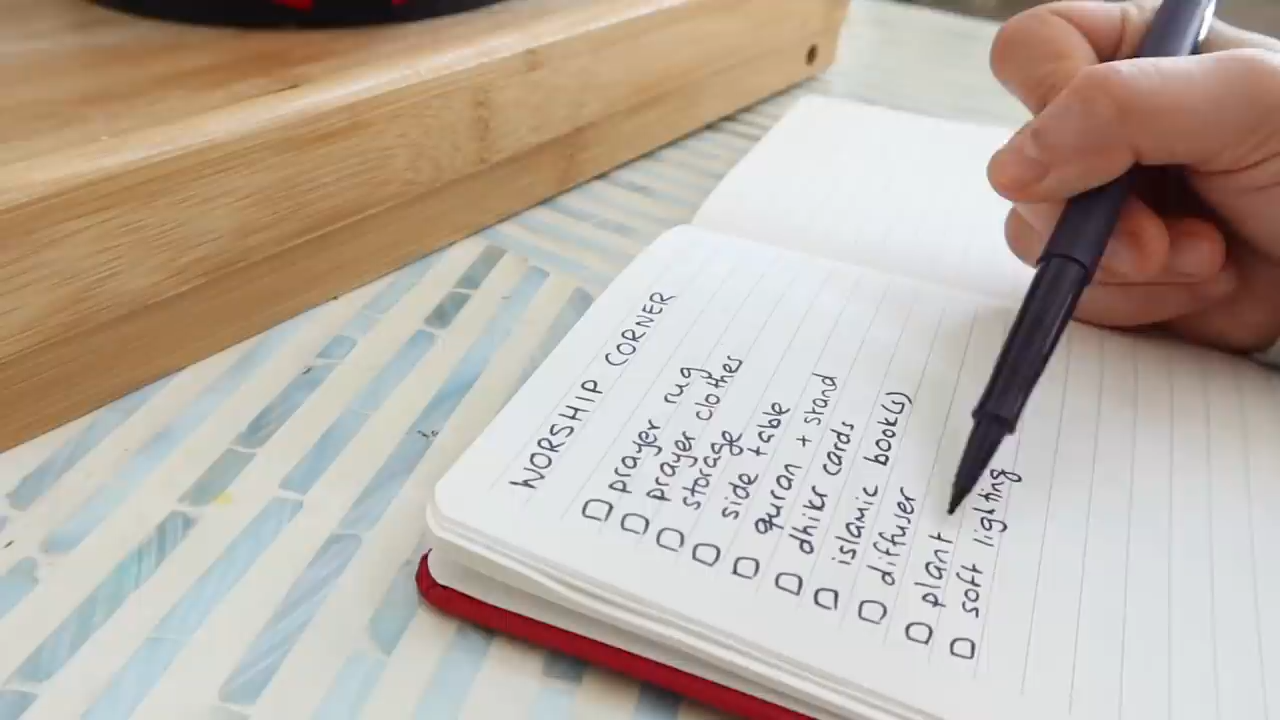 WORSHIP CORNER
prayer rug
prayer clothes
storage
side table
quran + stand
dhikr cards
islamic book(s)
diffuser
plant
soft lighting